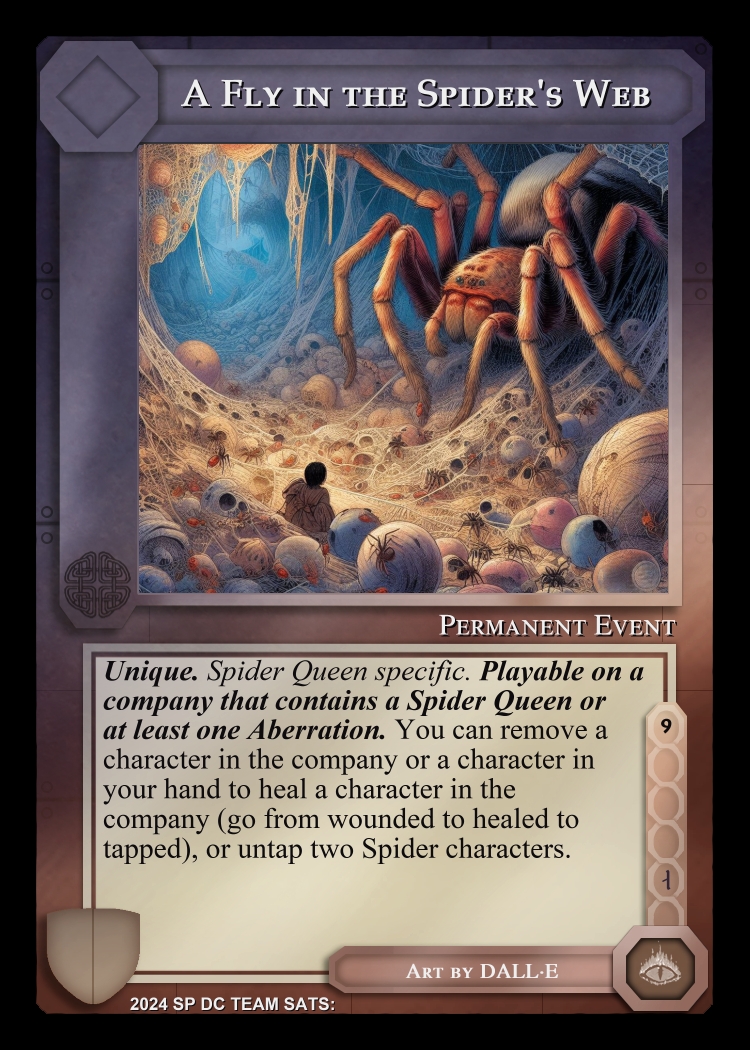 A Fly in the Spider's Web
Permanent Event
Unique. Spider Queen specific. Playable on a
company that contains a Spider Queen or
at least one Aberration. You can remove a
character in the company or a character in
your hand to heal a character in the
company (go from wounded to healed to
tapped), or untap two Spider characters.
9
Art by DALL·E
2024 SP DC TEAM SATS: